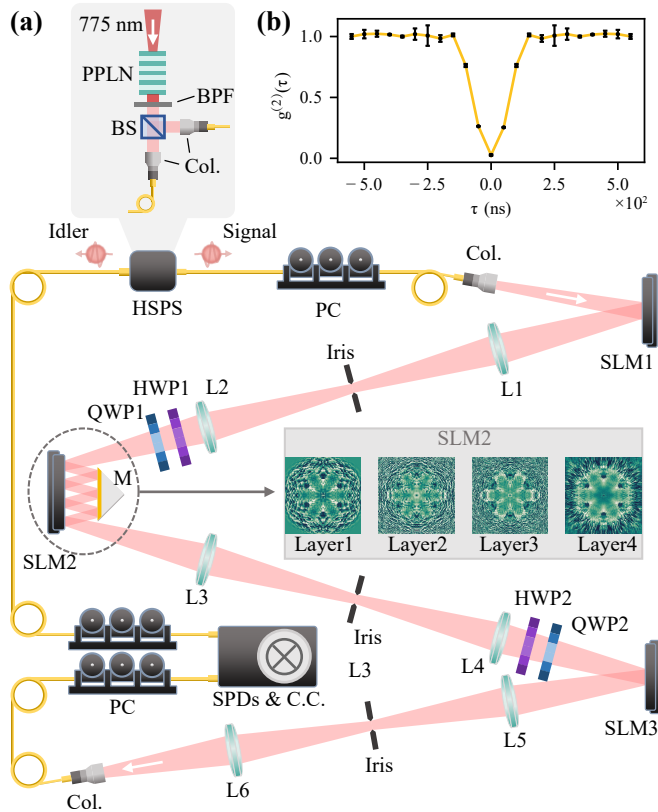 (a)
775 nm
PPLN
BPF
BS
Col.
(b)
g(2)(τ)
1.0
0.5
0.0
−5.0 −2.5 0.0 2.5 5.0
×10²
τ (ns)
Idler
Signal
HSPS
PC
Col.
SLM1
L1
Iris
L2
HWP1
QWP1
M
SLM2
SLM2
Layer1 Layer2 Layer3 Layer4
L3
Iris
L3
HWP2
QWP2
L4
SLM3
PC
SPDs & C.C.
L5
Iris
L6
Col.